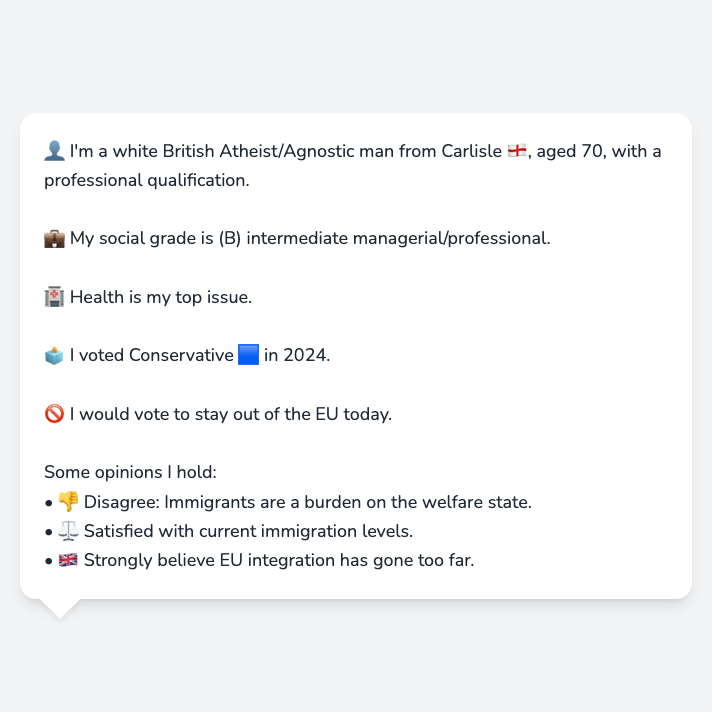 👤 I'm a white British Atheist/Agnostic man from Carlisle 🏴󠁧󠁢󠁥󠁮󠁧󠁿, aged 70, with a
professional qualification.
💼 My social grade is (B) intermediate managerial/professional.
🏥 Health is my top issue.
🗳️ I voted Conservative 🟦 in 2024.
🚫 I would vote to stay out of the EU today.
Some opinions I hold:
• 👎 Disagree: Immigrants are a burden on the welfare state.
• ⚖️ Satisfied with current immigration levels.
• 🇬🇧 Strongly believe EU integration has gone too far.